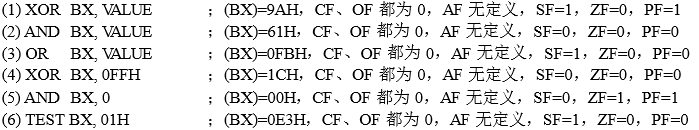 (1) XOR BX, VALUE ；(BX)=9AH，CF、OF 都为 0，AF 无定义，SF=1，ZF=0，PF=1
(2) AND BX, VALUE ；(BX)=61H，CF、OF 都为 0，AF 无定义，SF=0，ZF=0，PF=0
(3) OR BX, VALUE ；(BX)=0FBH，CF、OF 都为 0，AF 无定义，SF=1，ZF=0，PF=0
(4) XOR BX, 0FFH ；(BX)=1CH，CF、OF 都为 0，AF 无定义，SF=0，ZF=0，PF=0
(5) AND BX, 0 ；(BX)=00H，CF、OF 都为 0，AF 无定义，SF=0，ZF=1，PF=1
(6) TEST BX, 01H ；(BX)=0E3H，CF、OF 都为 0，AF 无定义，SF=1，ZF=0，PF=0